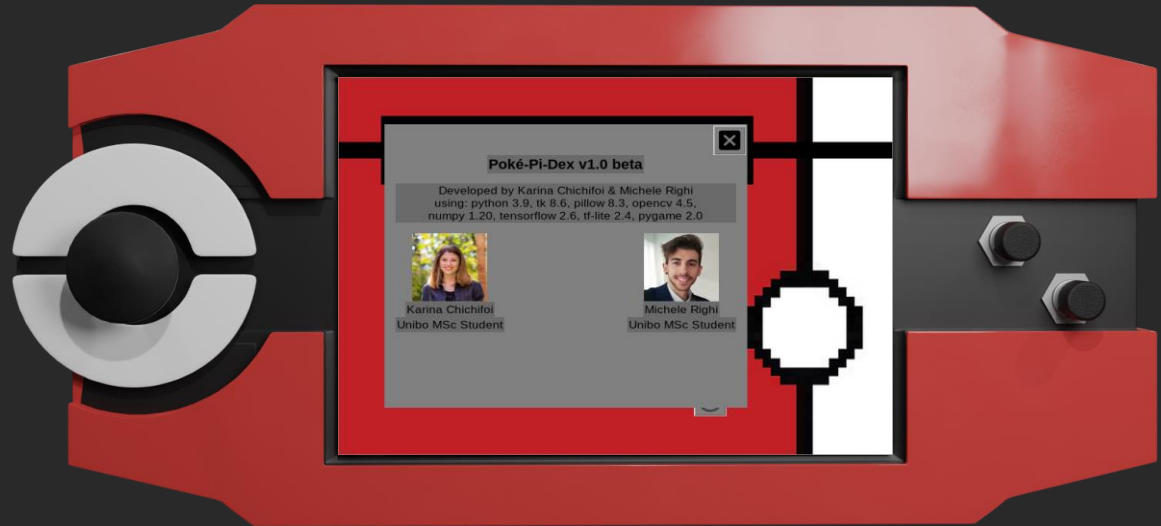 Poké-Pi-Dex v1.0 beta
Developed by Karina Chichifoi & Michele Righi
using: python 3.9, tk 8.6, pillow 8.3, opencv 4.5,
numpy 1.20, tensorflow 2.6, tf-lite 2.4, pygame 2.0
Karina Chichifoi
Unibo MSc Student
Michele Righi
Unibo MSc Student